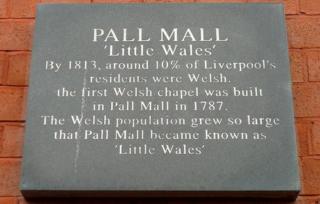 PALL MALL
'Little Wales'
By 1813, around 10% of Liverpool's
residents were Welsh.
the first Welsh chapel was built
in Pall Mall in 1787.
The Welsh population grew so large
that Pall Mall became known as
'Little Wales'